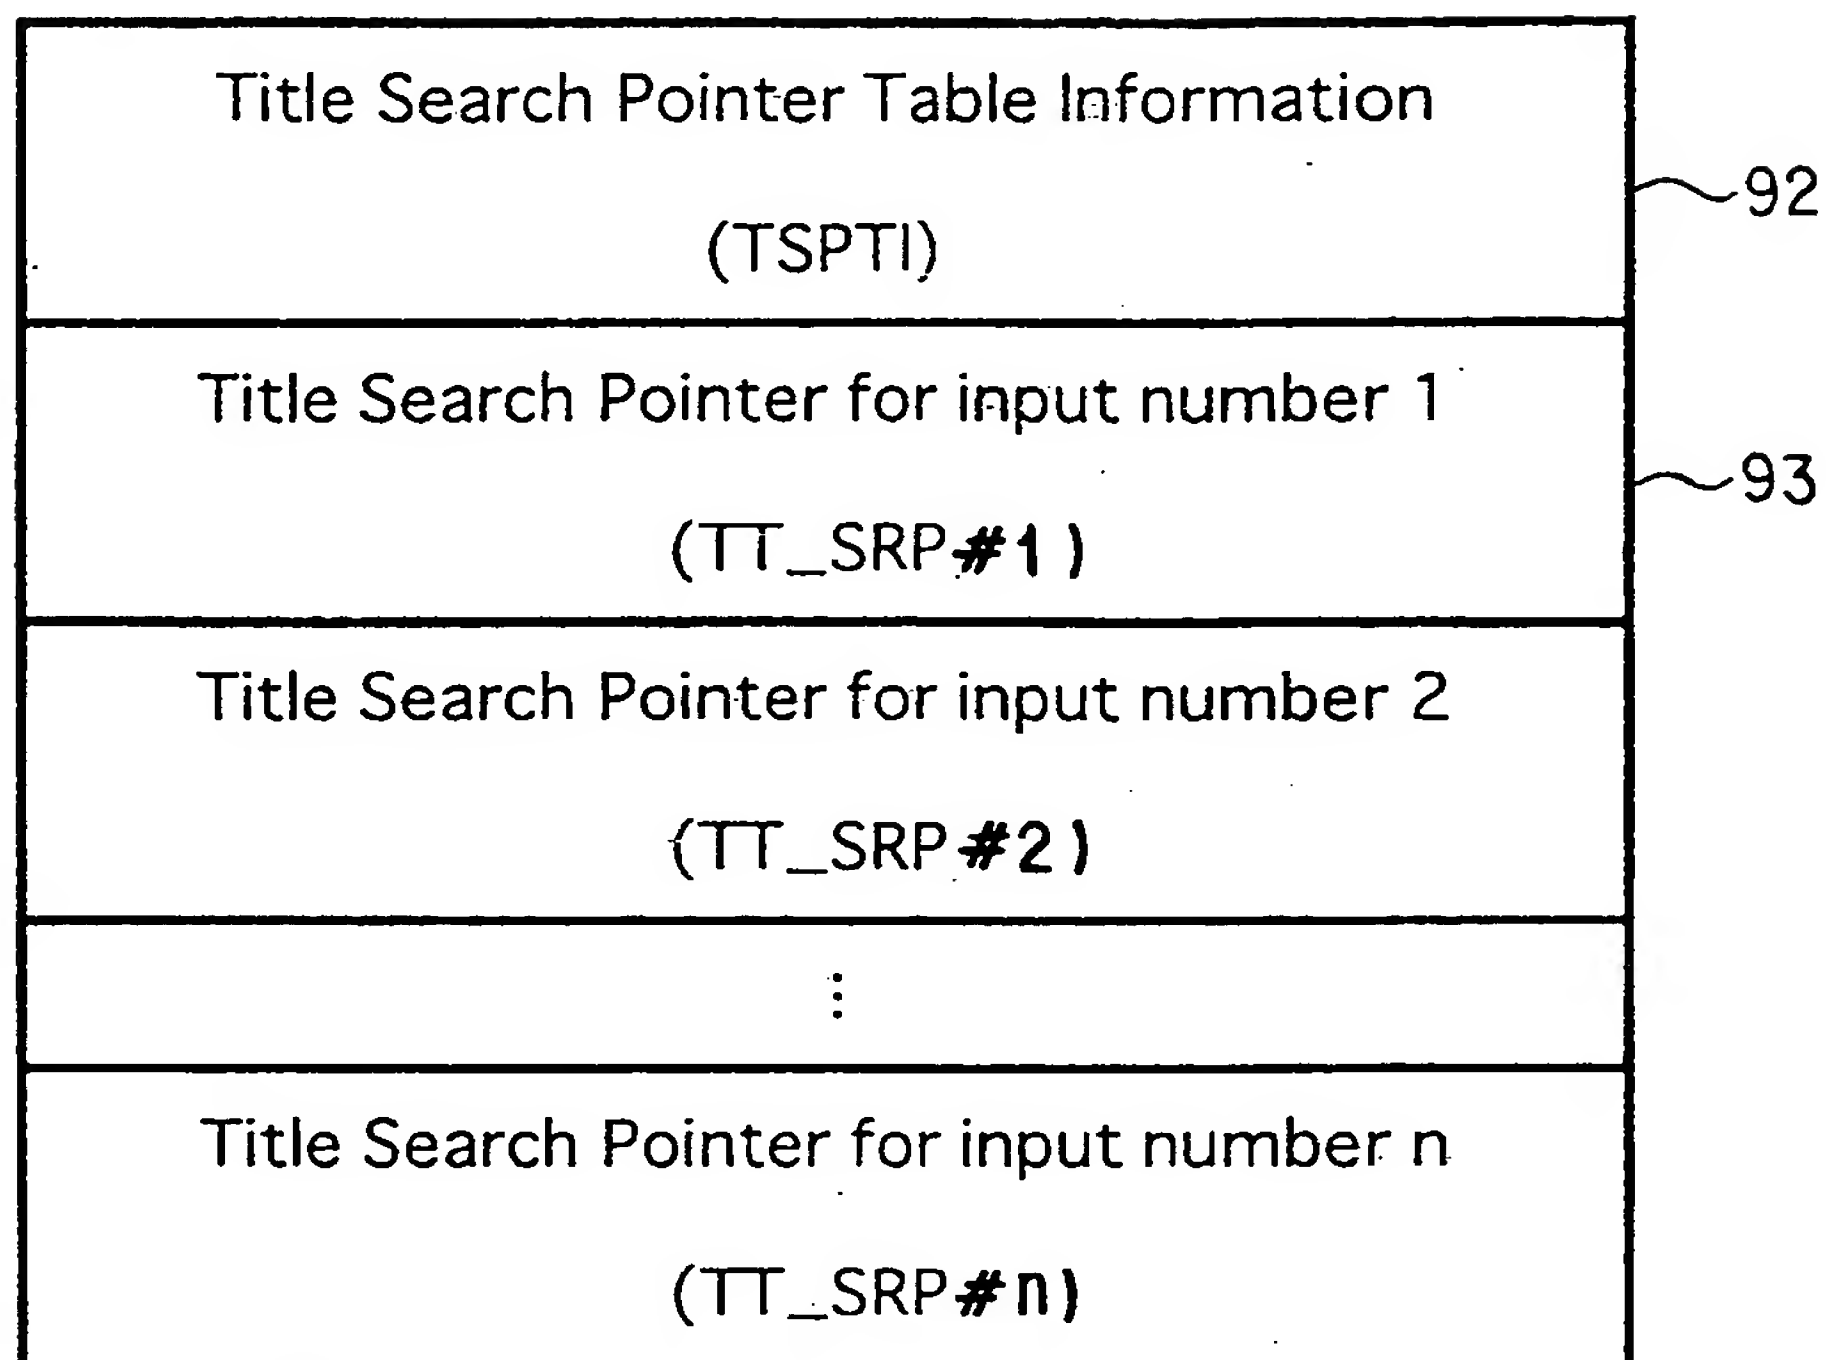 Title Search Pointer Table Information
(TSPTI)
92
Title Search Pointer for input number 1
93
(TT_SRP#1)
Title Search Pointer for input number 2
(TT_SRP#2)
⋮
Title Search Pointer for input number n
(TT_SRP#n)